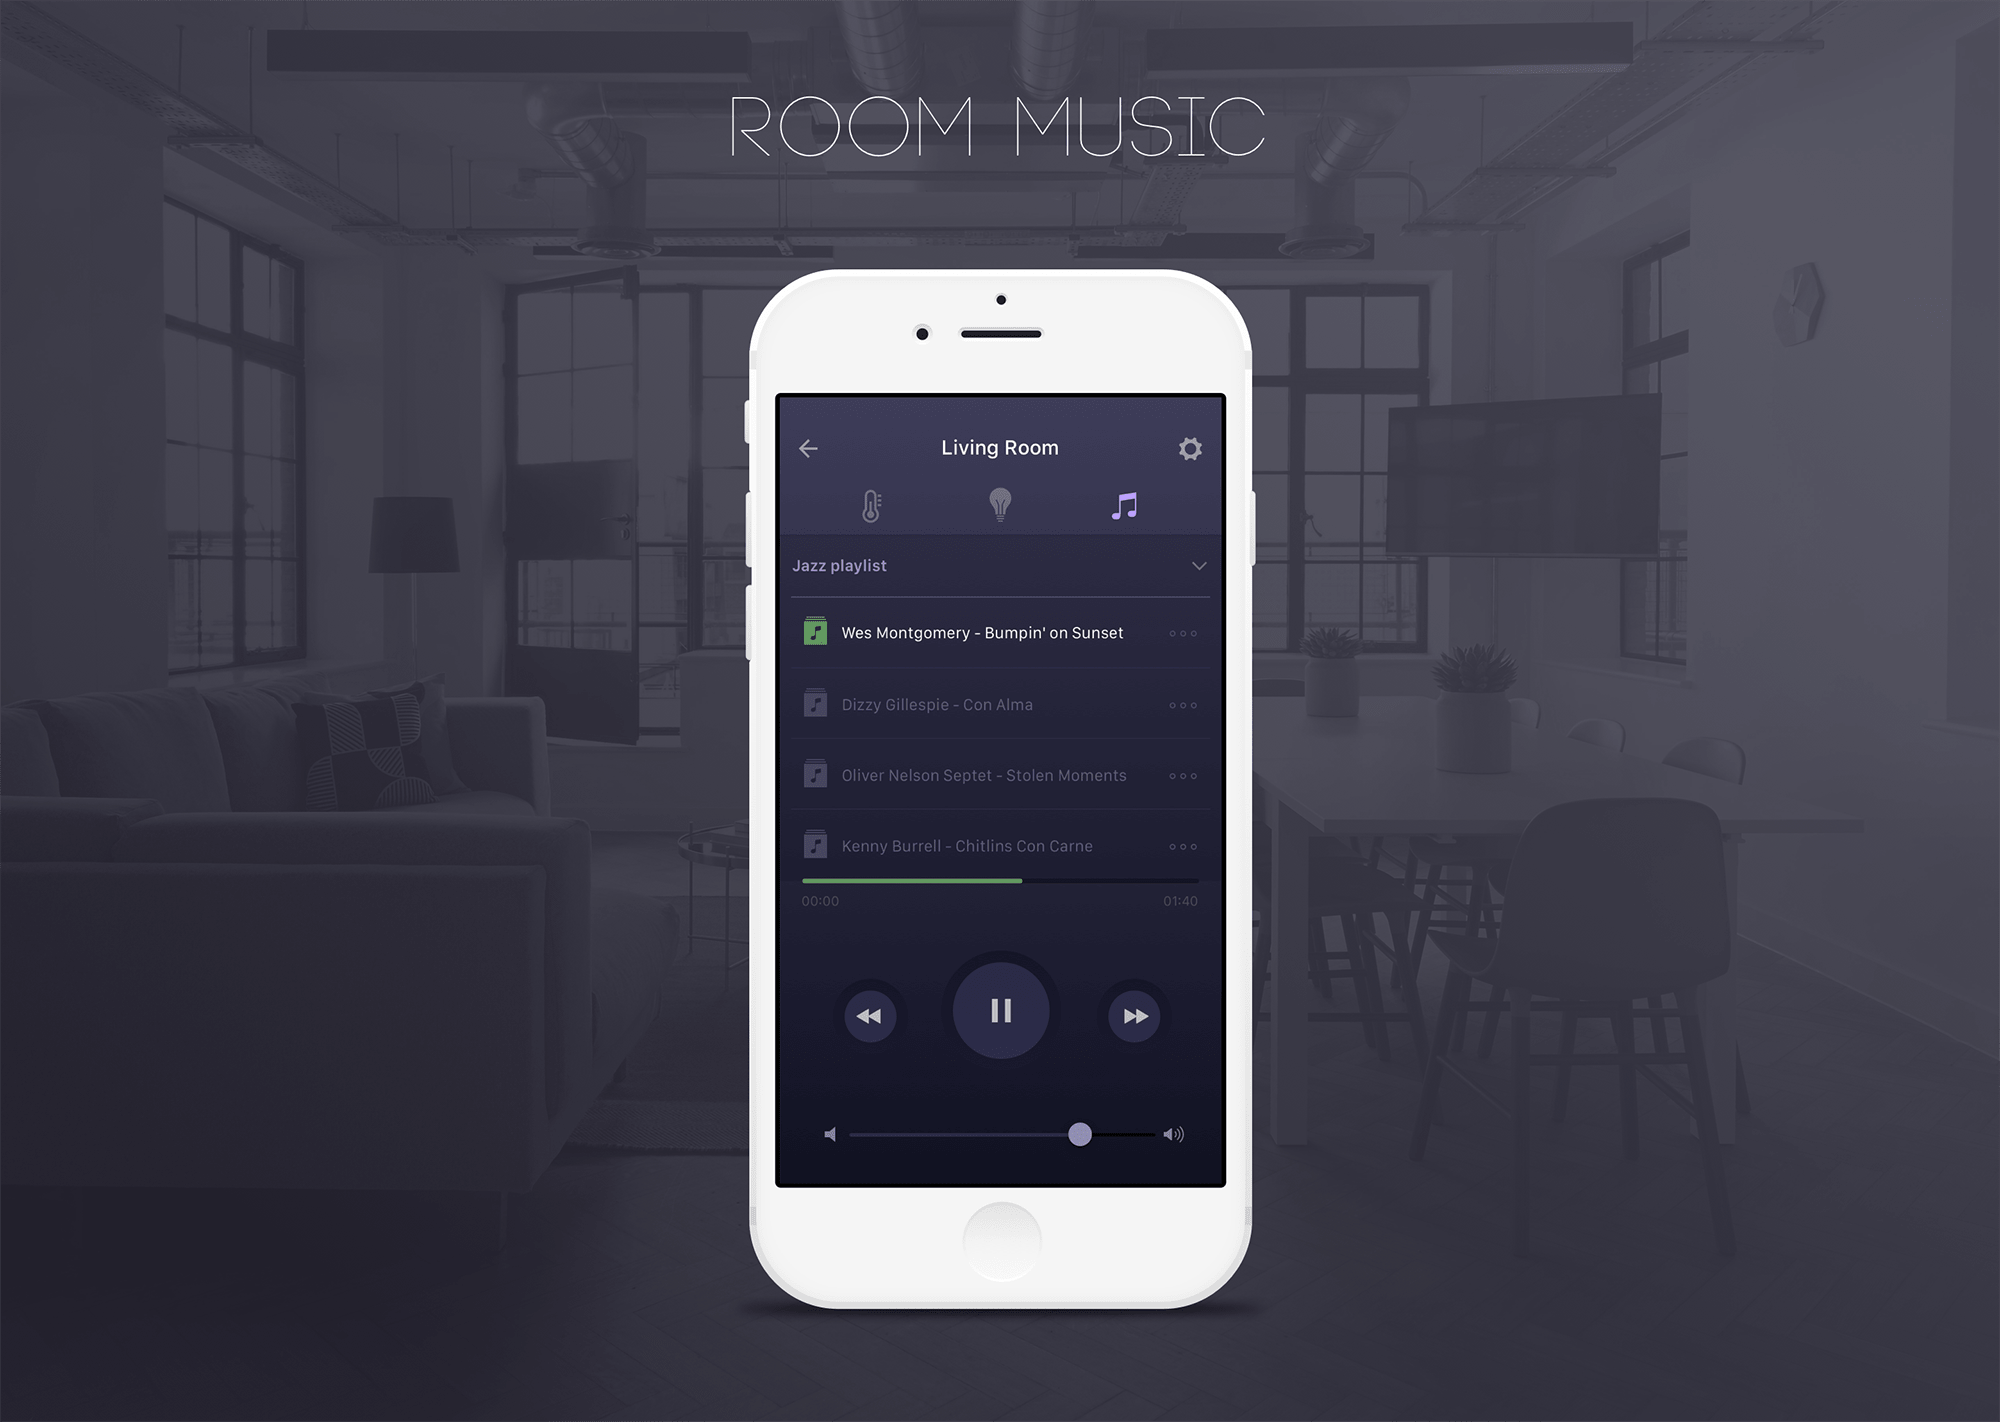 ROOM MUSIC
Living Room
Jazz playlist
Wes Montgomery - Bumpin' on Sunset
Dizzy Gillespie - Con Alma
Oliver Nelson Septet - Stolen Moments
Kenny Burrell - Chitlins Con Carne
00:00 01:40